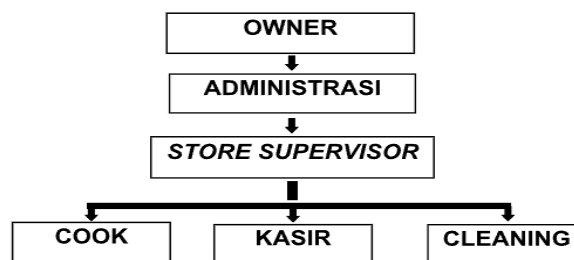 OWNER
ADMINISTRASI
STORE SUPERVISOR
COOK
KASIR
CLEANING